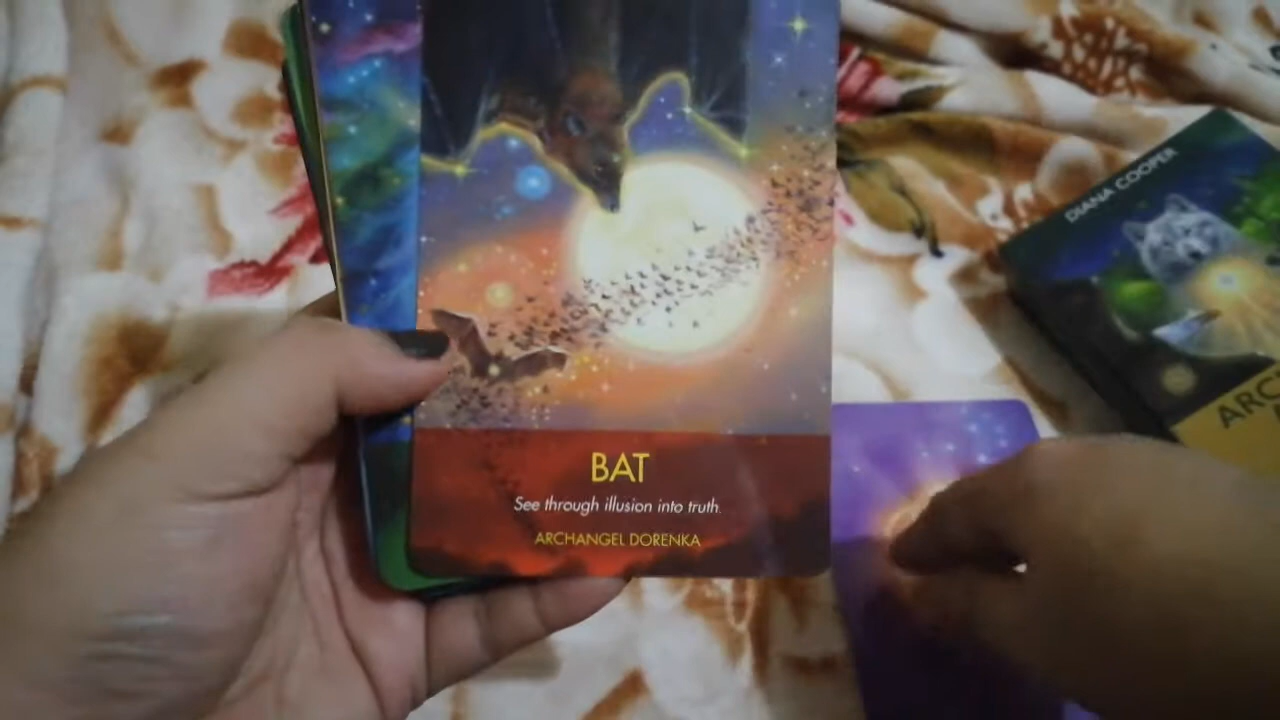 BAT
See through illusion into truth.
ARCHANGEL DORENKA
DIANA COOPER